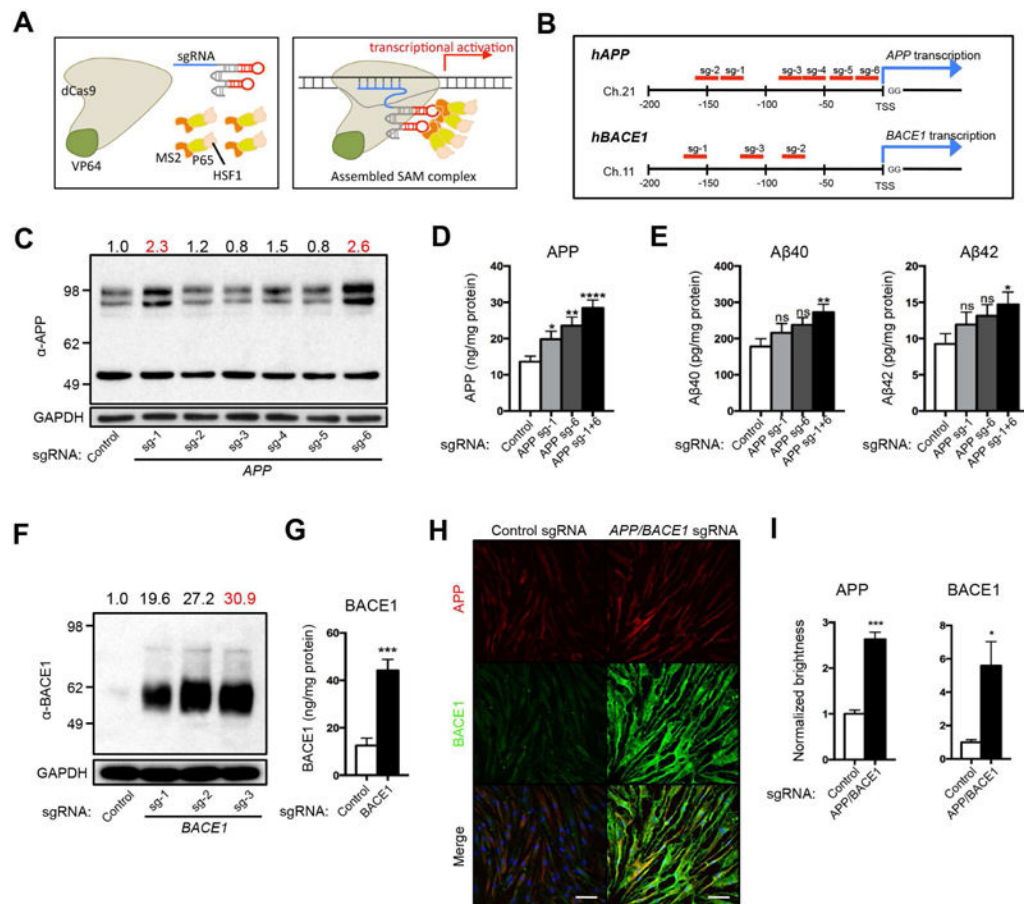 A
sgRNA
dCas9
VP64
MS2
P65
HSF1
transcriptional activation
Assembled SAM complex
B
hAPP
sg-2 sg-1 sg-3 sg-4 sg-5 sg-6
APP transcription
Ch.21
GG
-200 -150 -100 -50 TSS
hBACE1
sg-1 sg-3 sg-2
BACE1 transcription
Ch.11
GG
-200 -150 -100 -50 TSS
C
1.0 2.3 1.2 0.8 1.5 0.8 2.6
α-APP
98
62
49
GAPDH
sgRNA: Control sg-1 sg-2 sg-3 sg-4 sg-5 sg-6
APP
D
APP
APP (ng/mg protein)
40
30
20
10
0
* ** ****
sgRNA: Control APP sg-1 APP sg-6 APP sg-1+6
E
Aβ40
Aβ40 (pg/mg protein)
400
300
200
100
0
ns ns **
sgRNA: Control APP sg-1 APP sg-6 APP sg-1+6
Aβ42
Aβ42 (pg/mg protein)
20
15
10
5
0
ns ns *
Control APP sg-1 APP sg-6 APP sg-1+6
F
1.0 19.6 27.2 30.9
α-BACE1
98
62
49
GAPDH
sgRNA: Control sg-1 sg-2 sg-3
BACE1
G
BACE1
BACE1 (ng/mg protein)
60
40
20
0
***
sgRNA: Control BACE1
H
Control sgRNA APP/BACE1 sgRNA
APP
BACE1
Merge
I
APP
Normalized brightness
3
2
1
0
***
sgRNA: Control APP/BACE1
BACE1
8
6
4
2
0
*
Control APP/BACE1